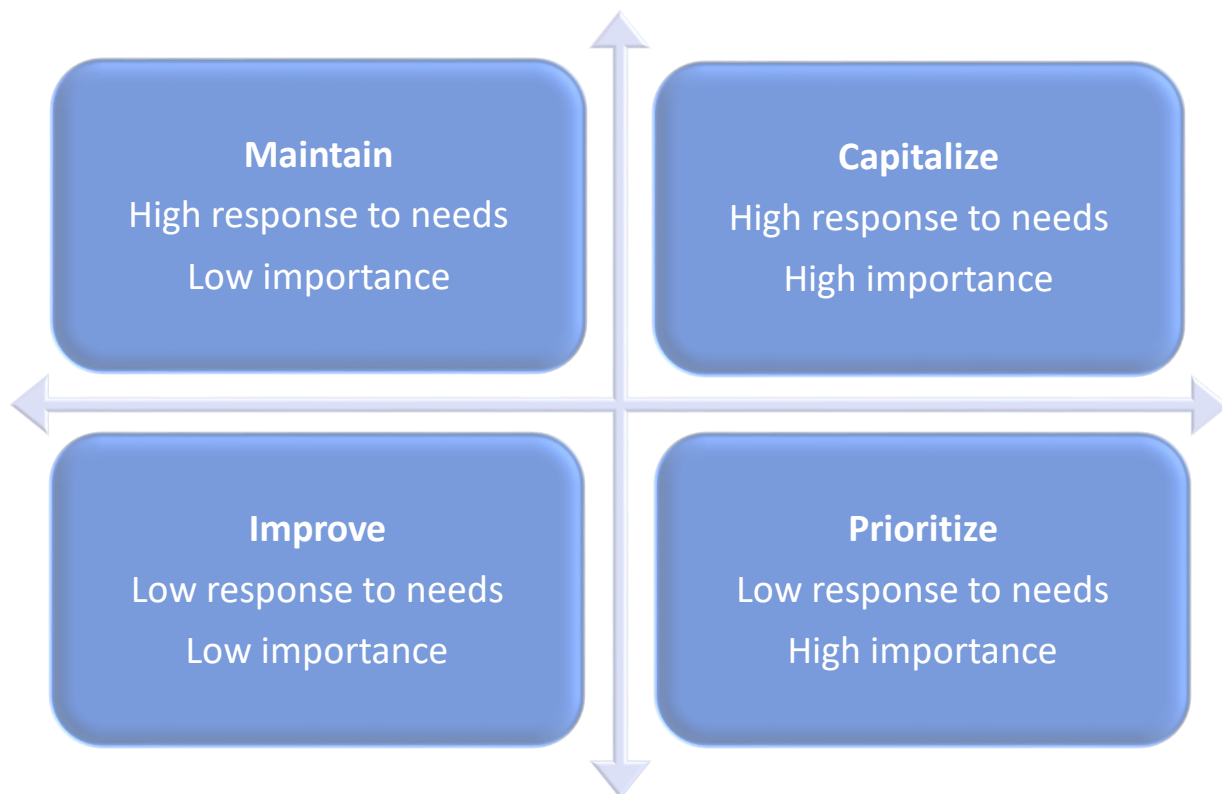 Maintain
High response to needs
Low importance
Capitalize
High response to needs
High importance
Improve
Low response to needs
Low importance
Prioritize
Low response to needs
High importance